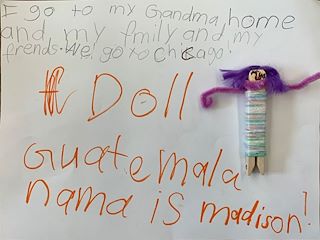 I go to my Grandma, home
and my fmily and my
frends. We go to Chicago!
Doll
Guatemala
nama is madison!